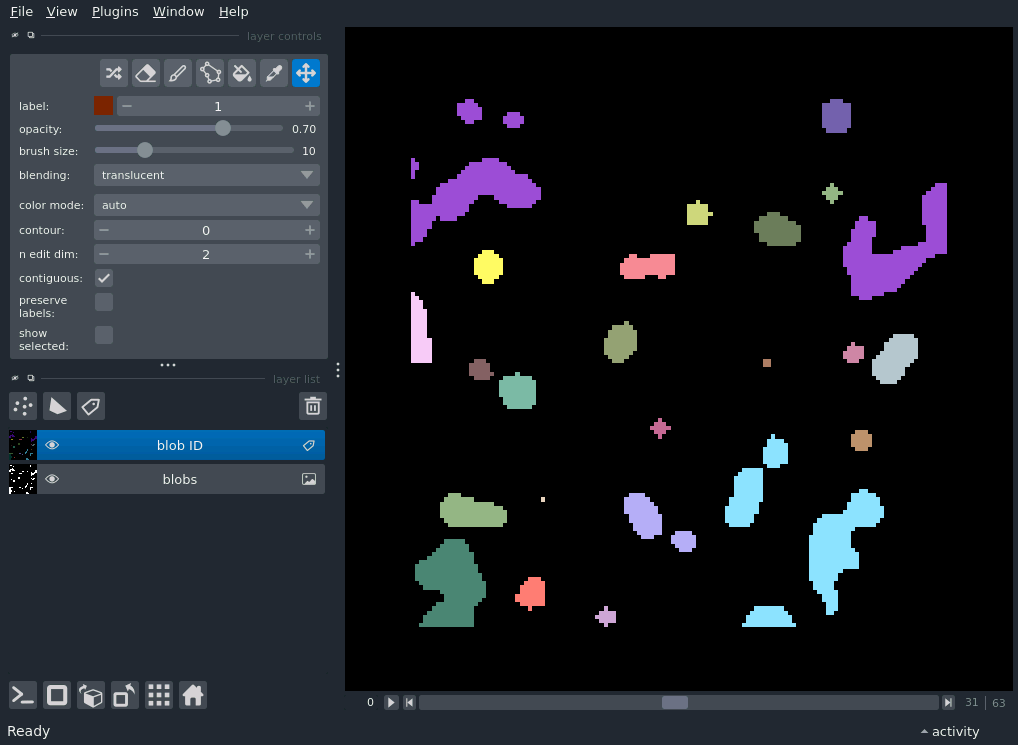 File View Plugins Window Help
layer controls
label: 1
opacity: 0.70
brush size: 10
blending: translucent
color mode: auto
contour: 0
n edit dim: 2
contiguous:
preserve
labels:
show
selected:
layer list
blob ID
blobs
0 31 | 63
Ready activity